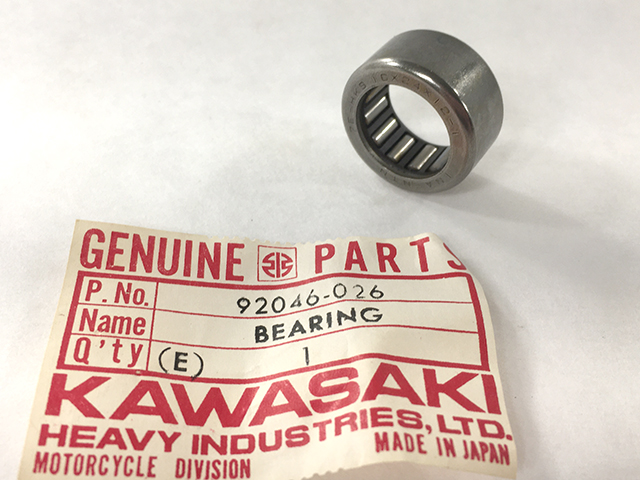 GENUINE PARTS
P. No. 92046-026
Name BEARING
Q'ty (E) 1
KAWASAKI
HEAVY INDUSTRIES, LTD.
MOTORCYCLE DIVISION MADE IN JAPAN